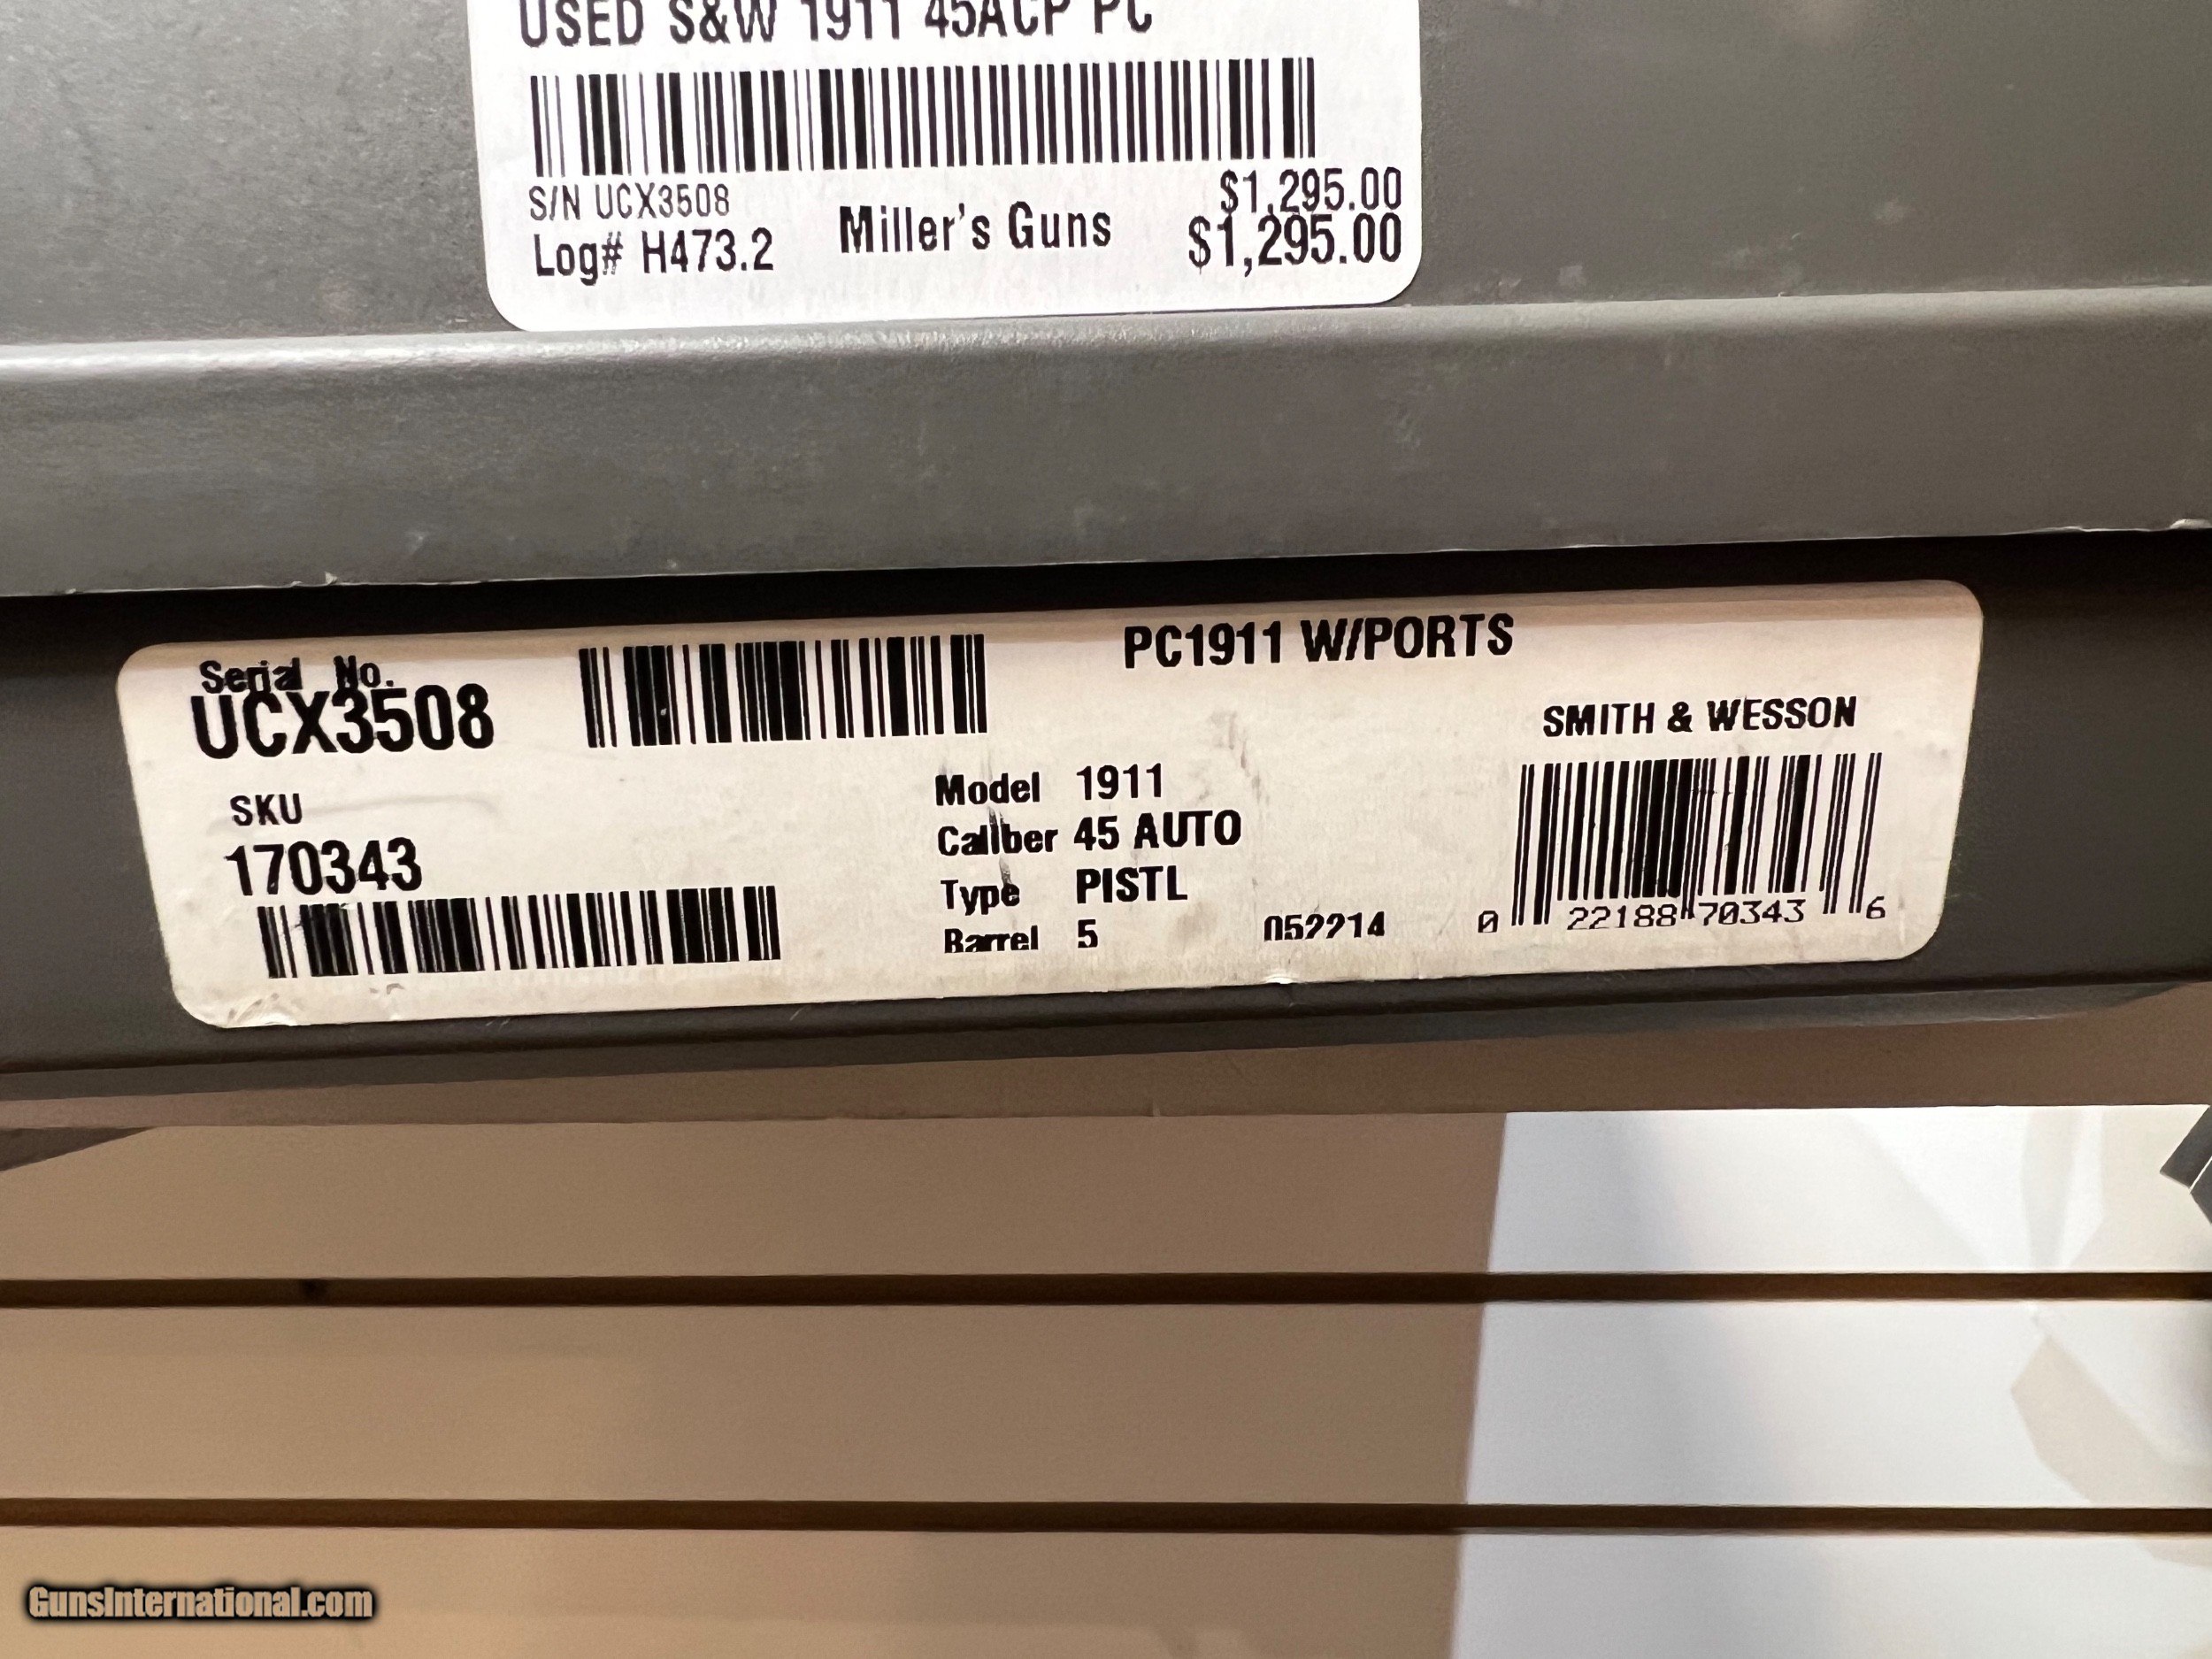 USED S&W 1911 45ACP PC
S/N UCX3508
$1,295.00
Log# H473.2
Miller's Guns
$1,295.00
Serial No.
UCX3508
PC1911 W/PORTS
SMITH & WESSON
SKU
170343
Model 1911
Caliber 45 AUTO
Type PISTL
Barrel 5
052214
0 22188 70343 6
GunsInternational.com